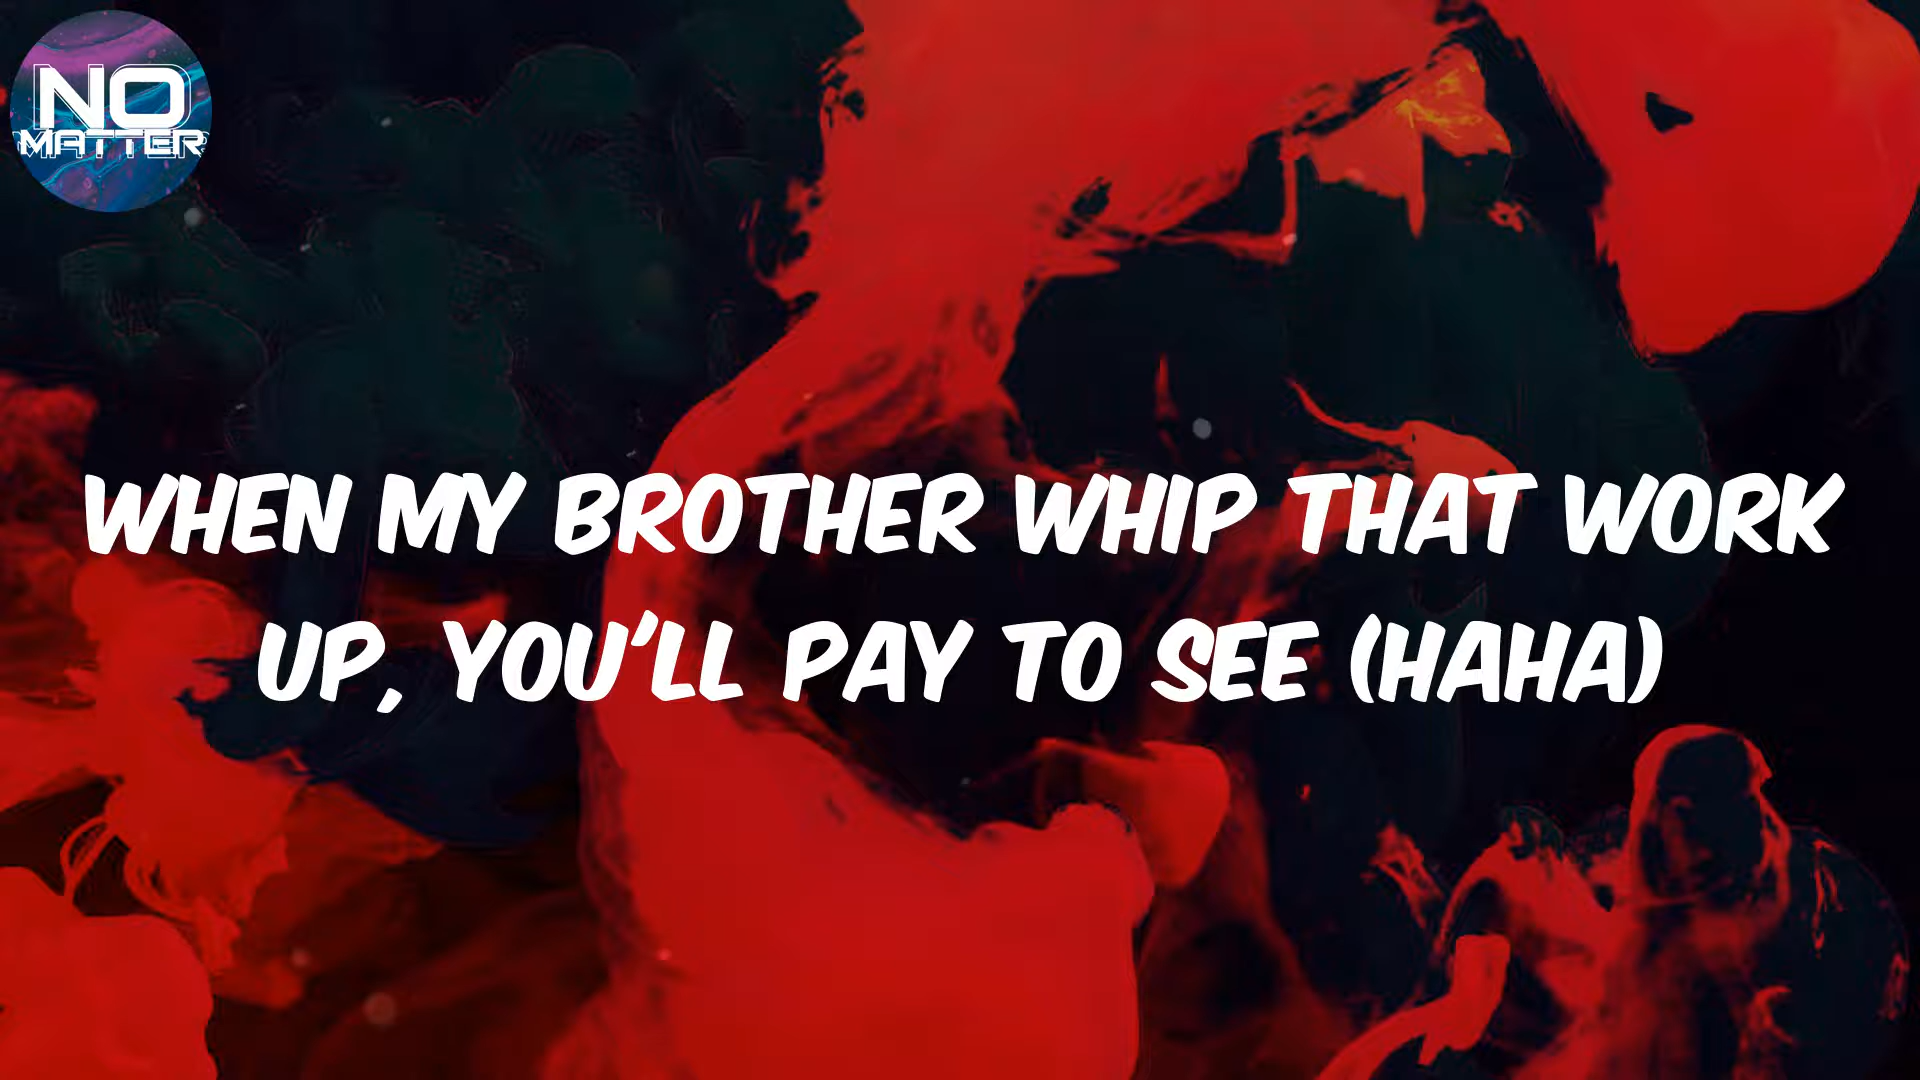 NO
MATTER
WHEN MY BROTHER WHIP THAT WORK
UP, YOU'LL PAY TO SEE (HAHA)